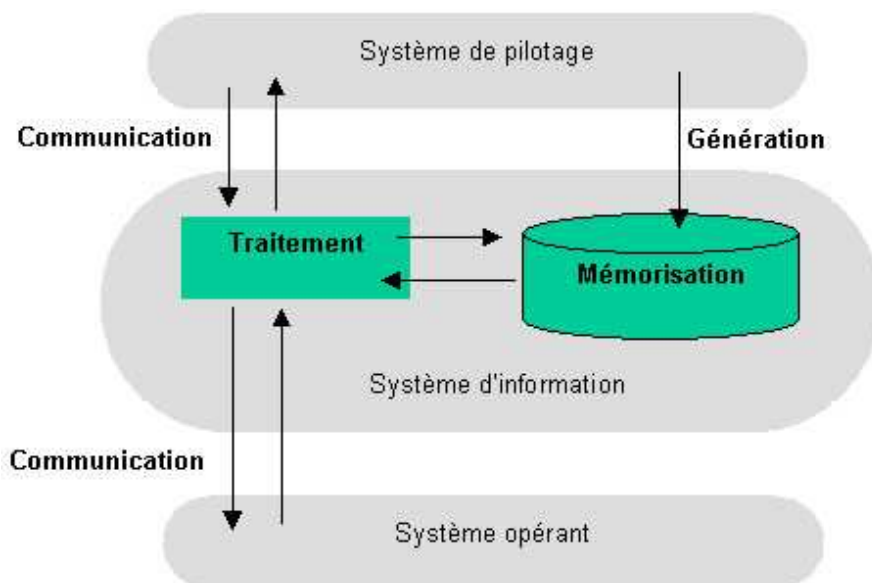 Système de pilotage
Communication
Génération
Traitement
Mémorisation
Système d'information
Communication
Système opérant